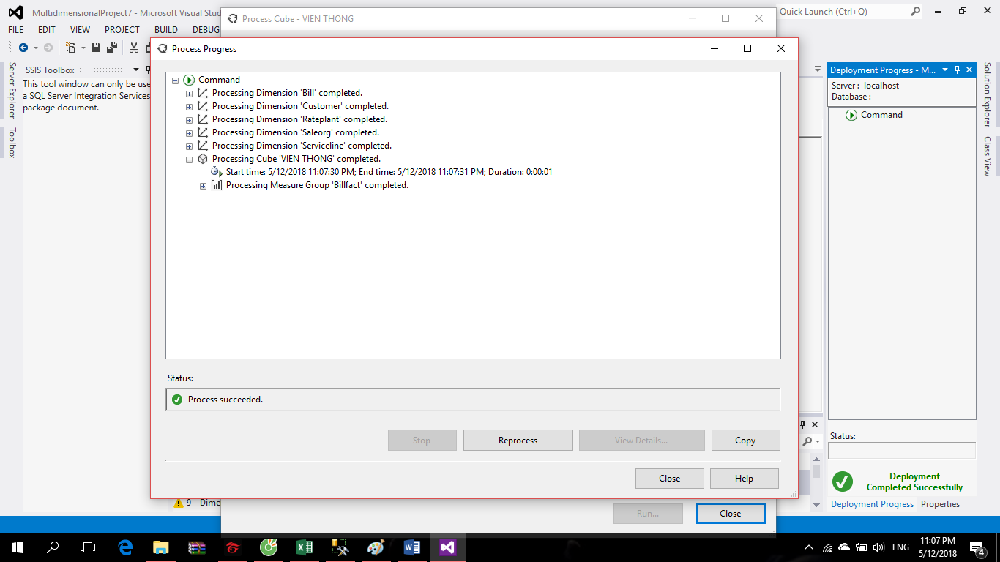 MultidimensionalProject7 - Microsoft Visual Stud
Process Cube - VIEN THONG
Quick Launch (Ctrl+Q)
FILE EDIT VIEW PROJECT BUILD DEBUG
Process Progress
Server Explorer
Toolbox
SSIS Toolbox
This tool window can only be use
a SQL Server Integration Services
package document.
Command
Processing Dimension 'Bill' completed.
Processing Dimension 'Customer' completed.
Processing Dimension 'Rateplant' completed.
Processing Dimension 'Saleorg' completed.
Processing Dimension 'Serviceline' completed.
Processing Cube 'VIEN THONG' completed.
Start time: 5/12/2018 11:07:30 PM; End time: 5/12/2018 11:07:31 PM; Duration: 0:00:01
Processing Measure Group 'Billfact' completed.
Status:
Process succeeded.
Stop Reprocess View Details... Copy
Close Help
9 Dime
Run... Close
Deployment Progress - M...
Server : localhost
Database :
Command
Status:
Deployment
Completed Successfully
Deployment Progress Properties
Solution Explorer
Class View
ENG
11:07 PM
5/12/2018
4